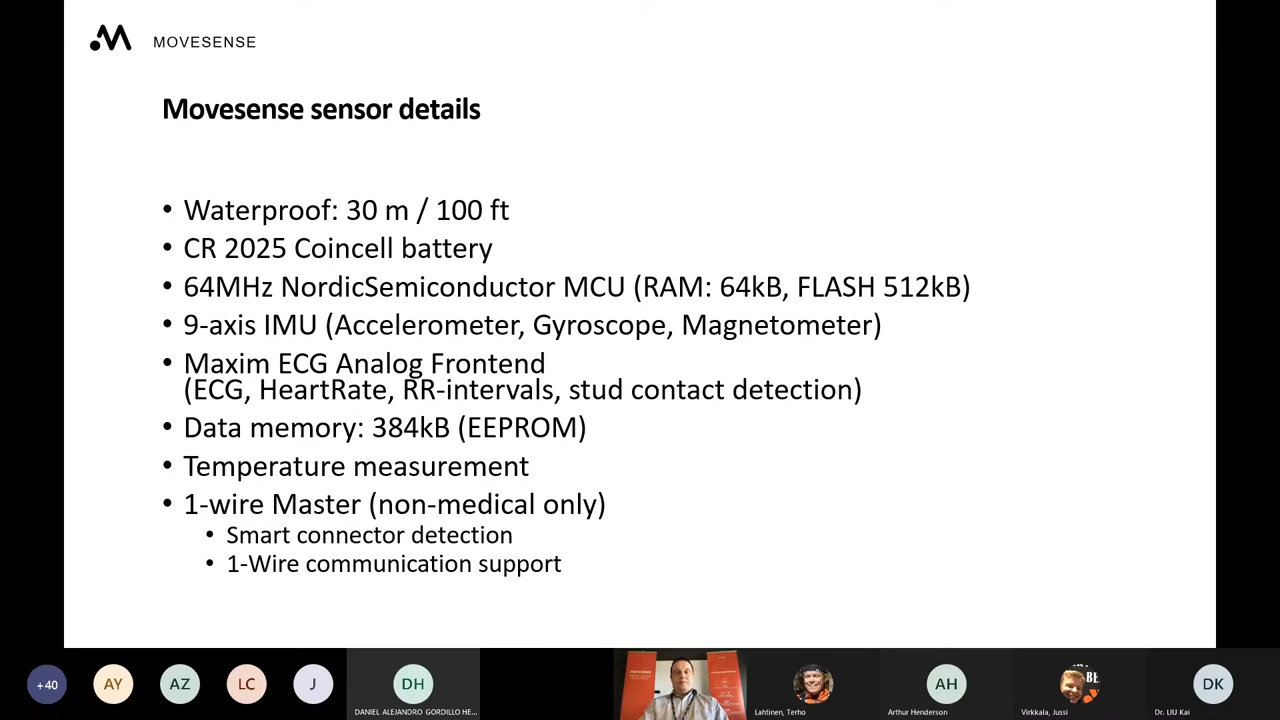 MOVESENSE
Movesense sensor details
• Waterproof: 30 m / 100 ft
• CR 2025 Coincell battery
• 64MHz NordicSemiconductor MCU (RAM: 64kB, FLASH 512kB)
• 9-axis IMU (Accelerometer, Gyroscope, Magnetometer)
• Maxim ECG Analog Frontend
(ECG, HeartRate, RR-intervals, stud contact detection)
• Data memory: 384kB (EEPROM)
• Temperature measurement
• 1-wire Master (non-medical only)
• Smart connector detection
• 1-Wire communication support
+40
AY
AZ
LC
J
DH
DANIEL ALEJANDRO GORDILLO HE...
Lahtinen, Terho
AH
Arthur Henderson
Virkkala, Jussi
DK
Dr. LIU Kai